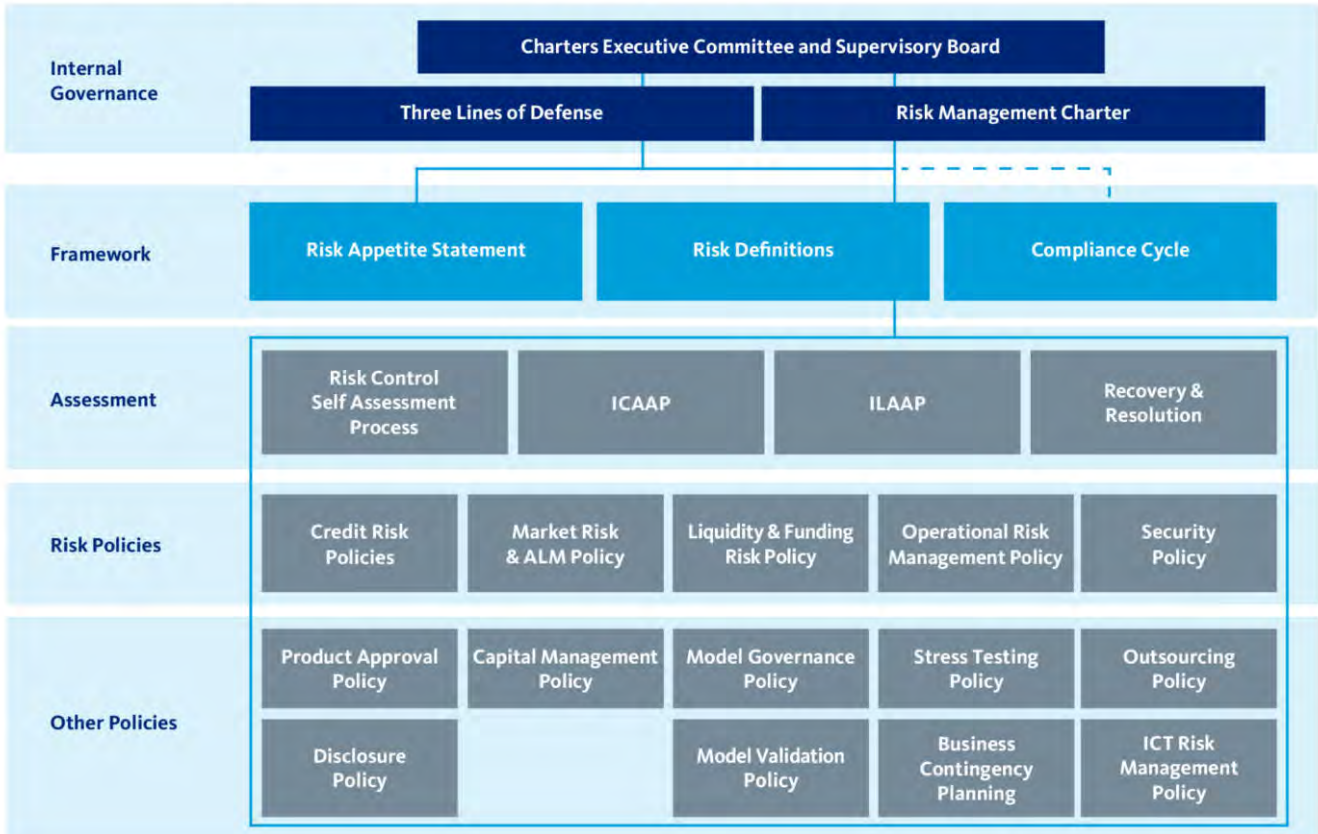 Charters Executive Committee and Supervisory Board
Internal
Governance
Three Lines of Defense
Risk Management Charter
Framework
Risk Appetite Statement
Risk Definitions
Compliance Cycle
Assessment
Risk Control
Self Assessment
Process
ICAAP
ILAAP
Recovery &
Resolution
Risk Policies
Credit Risk
Policies
Market Risk
& ALM Policy
Liquidity & Funding
Risk Policy
Operational Risk
Management Policy
Security
Policy
Other Policies
Product Approval
Policy
Capital Management
Policy
Model Governance
Policy
Stress Testing
Policy
Outsourcing
Policy
Disclosure
Policy
Model Validation
Policy
Business
Contingency
Planning
ICT Risk
Management
Policy